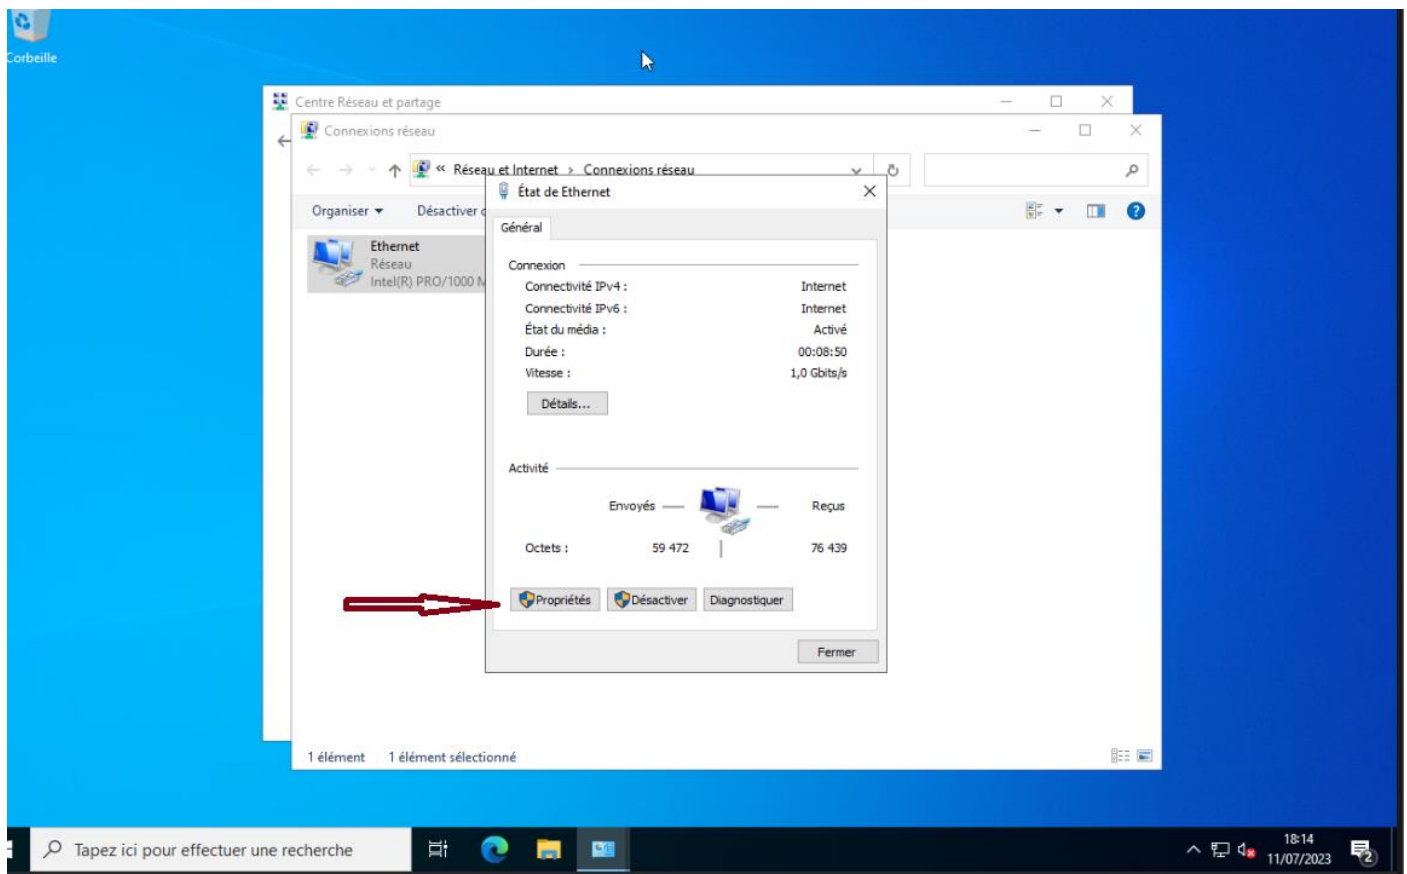 Corbeille
Centre Réseau et partage
Connexions réseau
« Réseau et Internet > Connexions réseau
État de Ethernet
Organiser
Désactiver
Général
Ethernet
Réseau
Intel(R) PRO/1000 M
Connexion
Connectivité IPv4 : Internet
Connectivité IPv6 : Internet
État du média : Activé
Durée : 00:08:50
Vitesse : 1,0 Gbits/s
Détails...
Activité
Envoyés — — Reçus
Octets : 59 472 | 76 439
Propriétés Désactiver Diagnostiquer
Fermer
1 élément 1 élément sélectionné
Tapez ici pour effectuer une recherche
18:14
11/07/2023
2